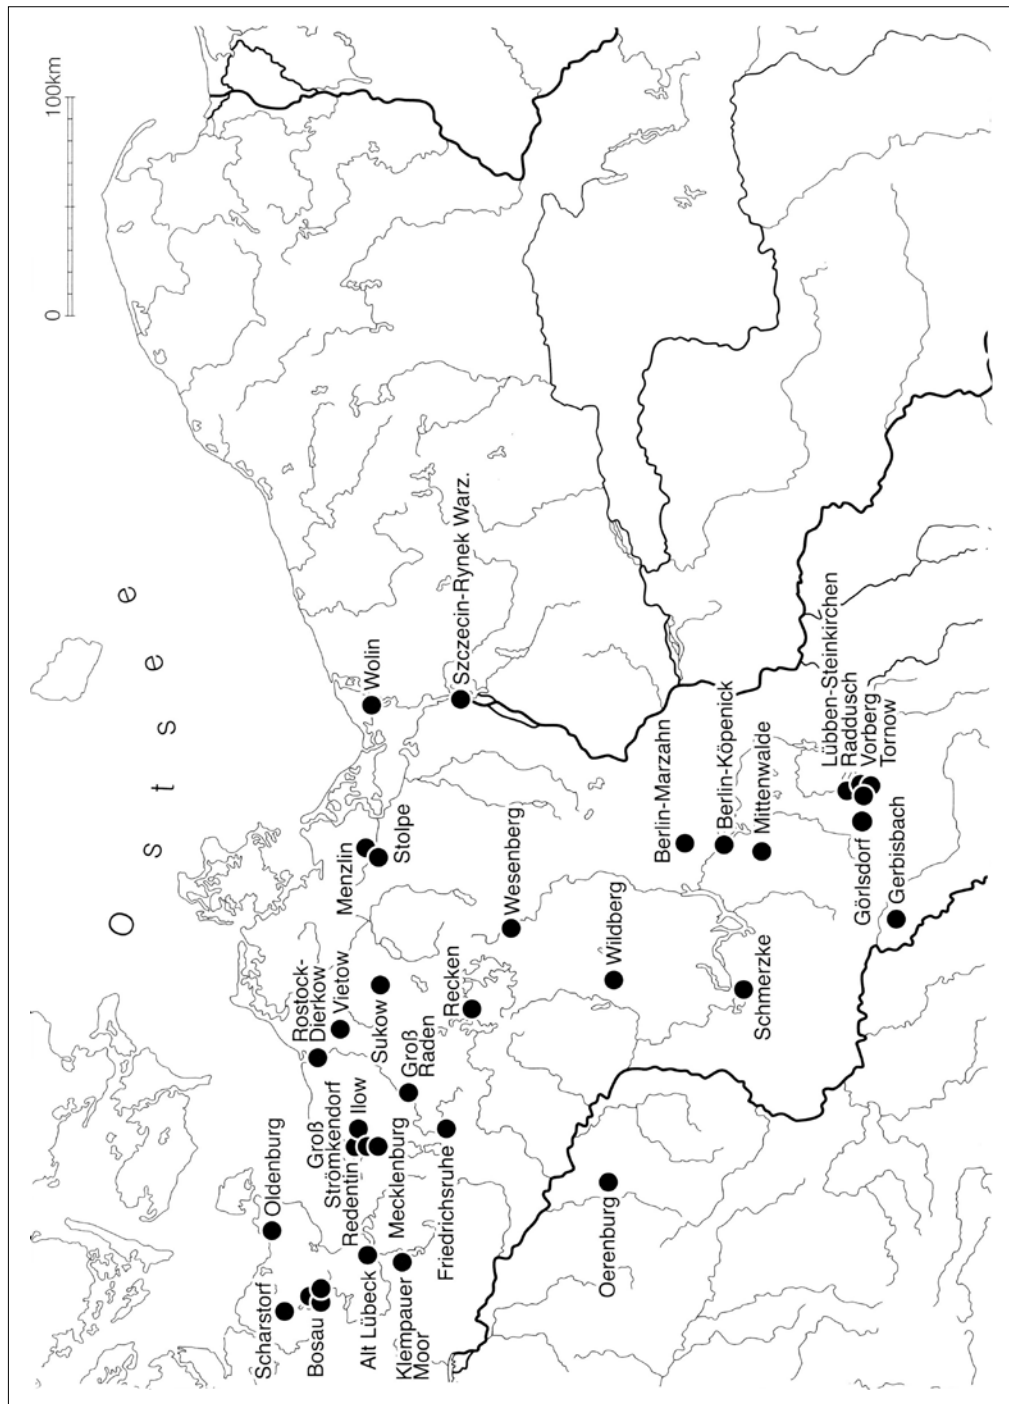 O s t s e e
0
100km
Scharstorf
Oldenburg
Bosau
Alt Lübeck
Klempauer
Moor
Groß
Strömkendorf
Redentin
Ilow
Mecklenburg
Friedrichsruhe
Groß
Raden
Rostock-
Dierkow
Vietow
Sukow
Recken
Menzlin
Stolpe
Wesenberg
Wolin
Szczecin-Rynek Warz.
Oerenburg
Wildberg
Schmerzke
Berlin-Marzahn
Berlin-Köpenick
Mittenwalde
Lübben-Steinkirchen
Raddusch
Vorberg
Tornow
Görlsdorf
Gerbisbach